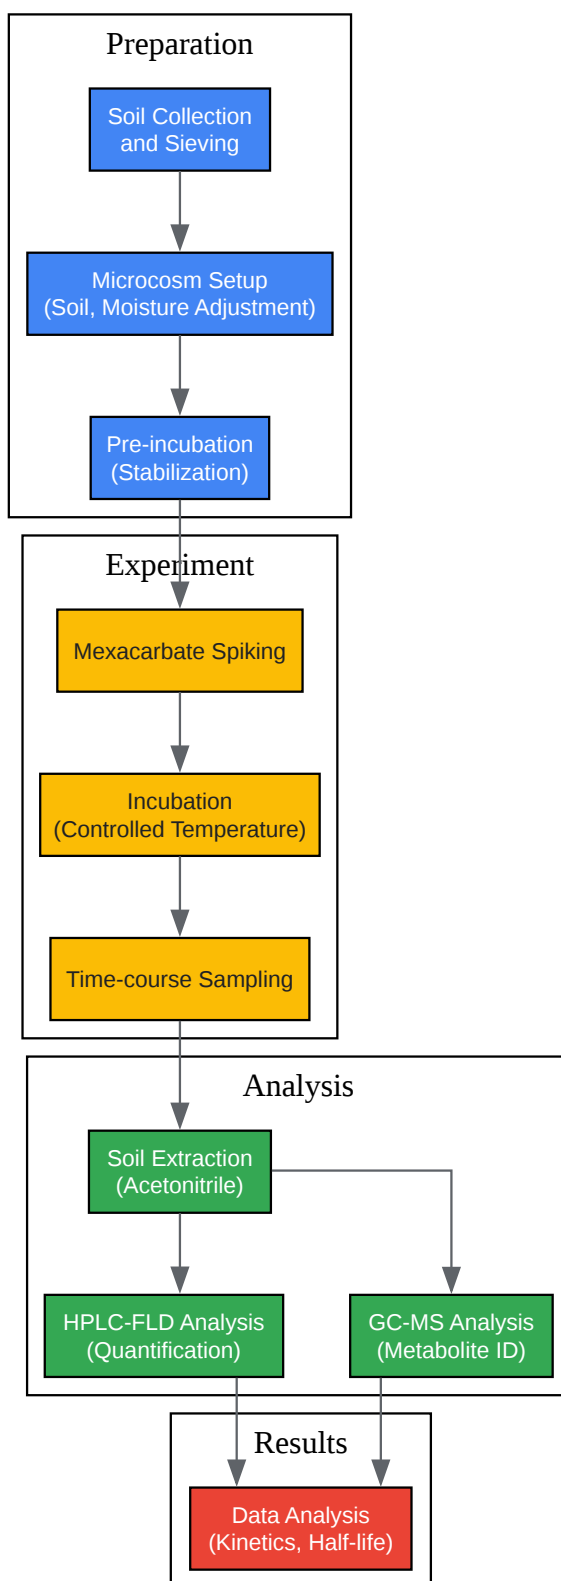 Preparation
Soil Collection
and Sieving
Microcosm Setup
(Soil, Moisture Adjustment)
Pre-incubation
(Stabilization)
Experiment
Mexacarbate Spiking
Incubation
(Controlled Temperature)
Time-course Sampling
Analysis
Soil Extraction
(Acetonitrile)
HPLC-FLD Analysis
(Quantification)
GC-MS Analysis
(Metabolite ID)
Results
Data Analysis
(Kinetics, Half-life)